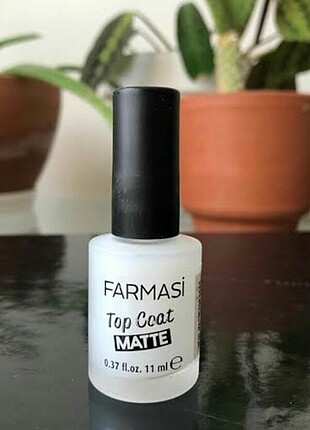 FARMASi
Top Coat
MATTE
0.37 fl.oz. 11 ml ℮